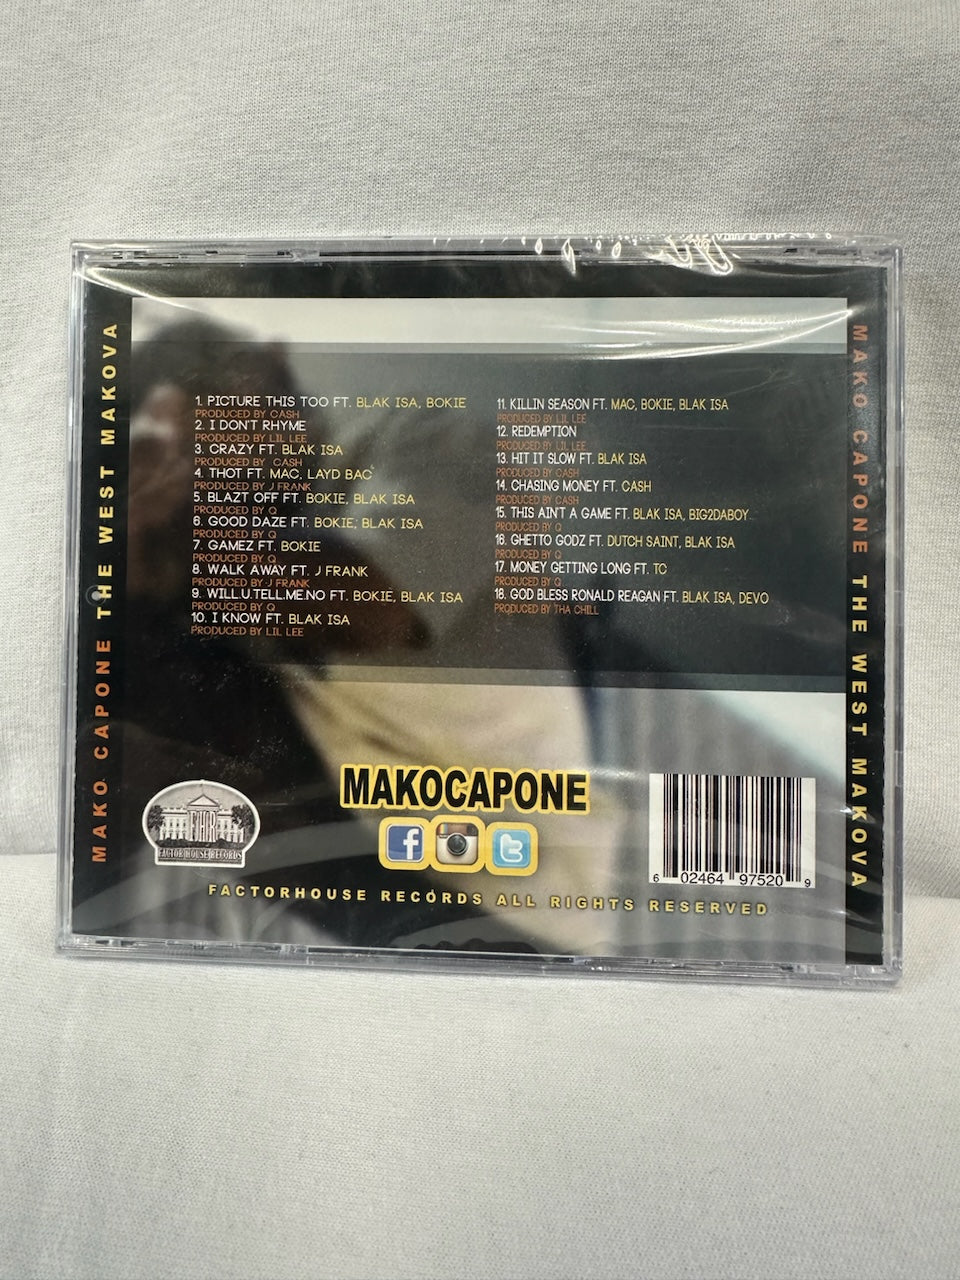 MAKO CAPONE THE WEST MAKOVA
1. PICTURE THIS TOO FT. BLAK ISA, BOKIE
PRODUCED BY CASH
2. I DON'T RHYME
PRODUCED BY LIL LEE
3. CRAZY FT. BLAK ISA
PRODUCED BY CASH
4. THOT FT. MAC, LAYD BAC
PRODUCED BY J FRANK
5. BLAZT OFF FT. BOKIE, BLAK ISA
PRODUCED BY Q
6. GOOD DAZE FT. BOKIE, BLAK ISA
PRODUCED BY Q
7. GAMEZ FT. BOKIE
PRODUCED BY Q
8. WALK AWAY FT. J FRANK
PRODUCED BY J FRANK
9. WILL.U.TELL.ME.NO FT. BOKIE, BLAK ISA
PRODUCED BY Q
10. I KNOW FT. BLAK ISA
PRODUCED BY LIL LEE
11. KILLIN SEASON FT. MAC, BOKIE, BLAK ISA
PRODUCED BY LIL LEE
12. REDEMPTION
PRODUCED BY LIL LEE
13. HIT IT SLOW FT. BLAK ISA
PRODUCED BY CASH
14. CHASING MONEY FT. CASH
PRODUCED BY CASH
15. THIS AIN'T A GAME FT. BLAK ISA, BIG2DABOY
PRODUCED BY Q
16. GHETTO GODZ FT. DUTCH SAINT, BLAK ISA
PRODUCED BY Q
17. MONEY GETTING LONG FT. TC
PRODUCED BY Q
18. GOD BLESS RONALD REAGAN FT. BLAK ISA, DEVO
PRODUCED BY THA CHILL
MAKO CAPONE THE WEST MAKOVA
MAKOCAPONE
FHR
FACTOR HOUSE RECORDS
6 02464 97520 9
FACTORHOUSE RECORDS ALL RIGHTS RESERVED